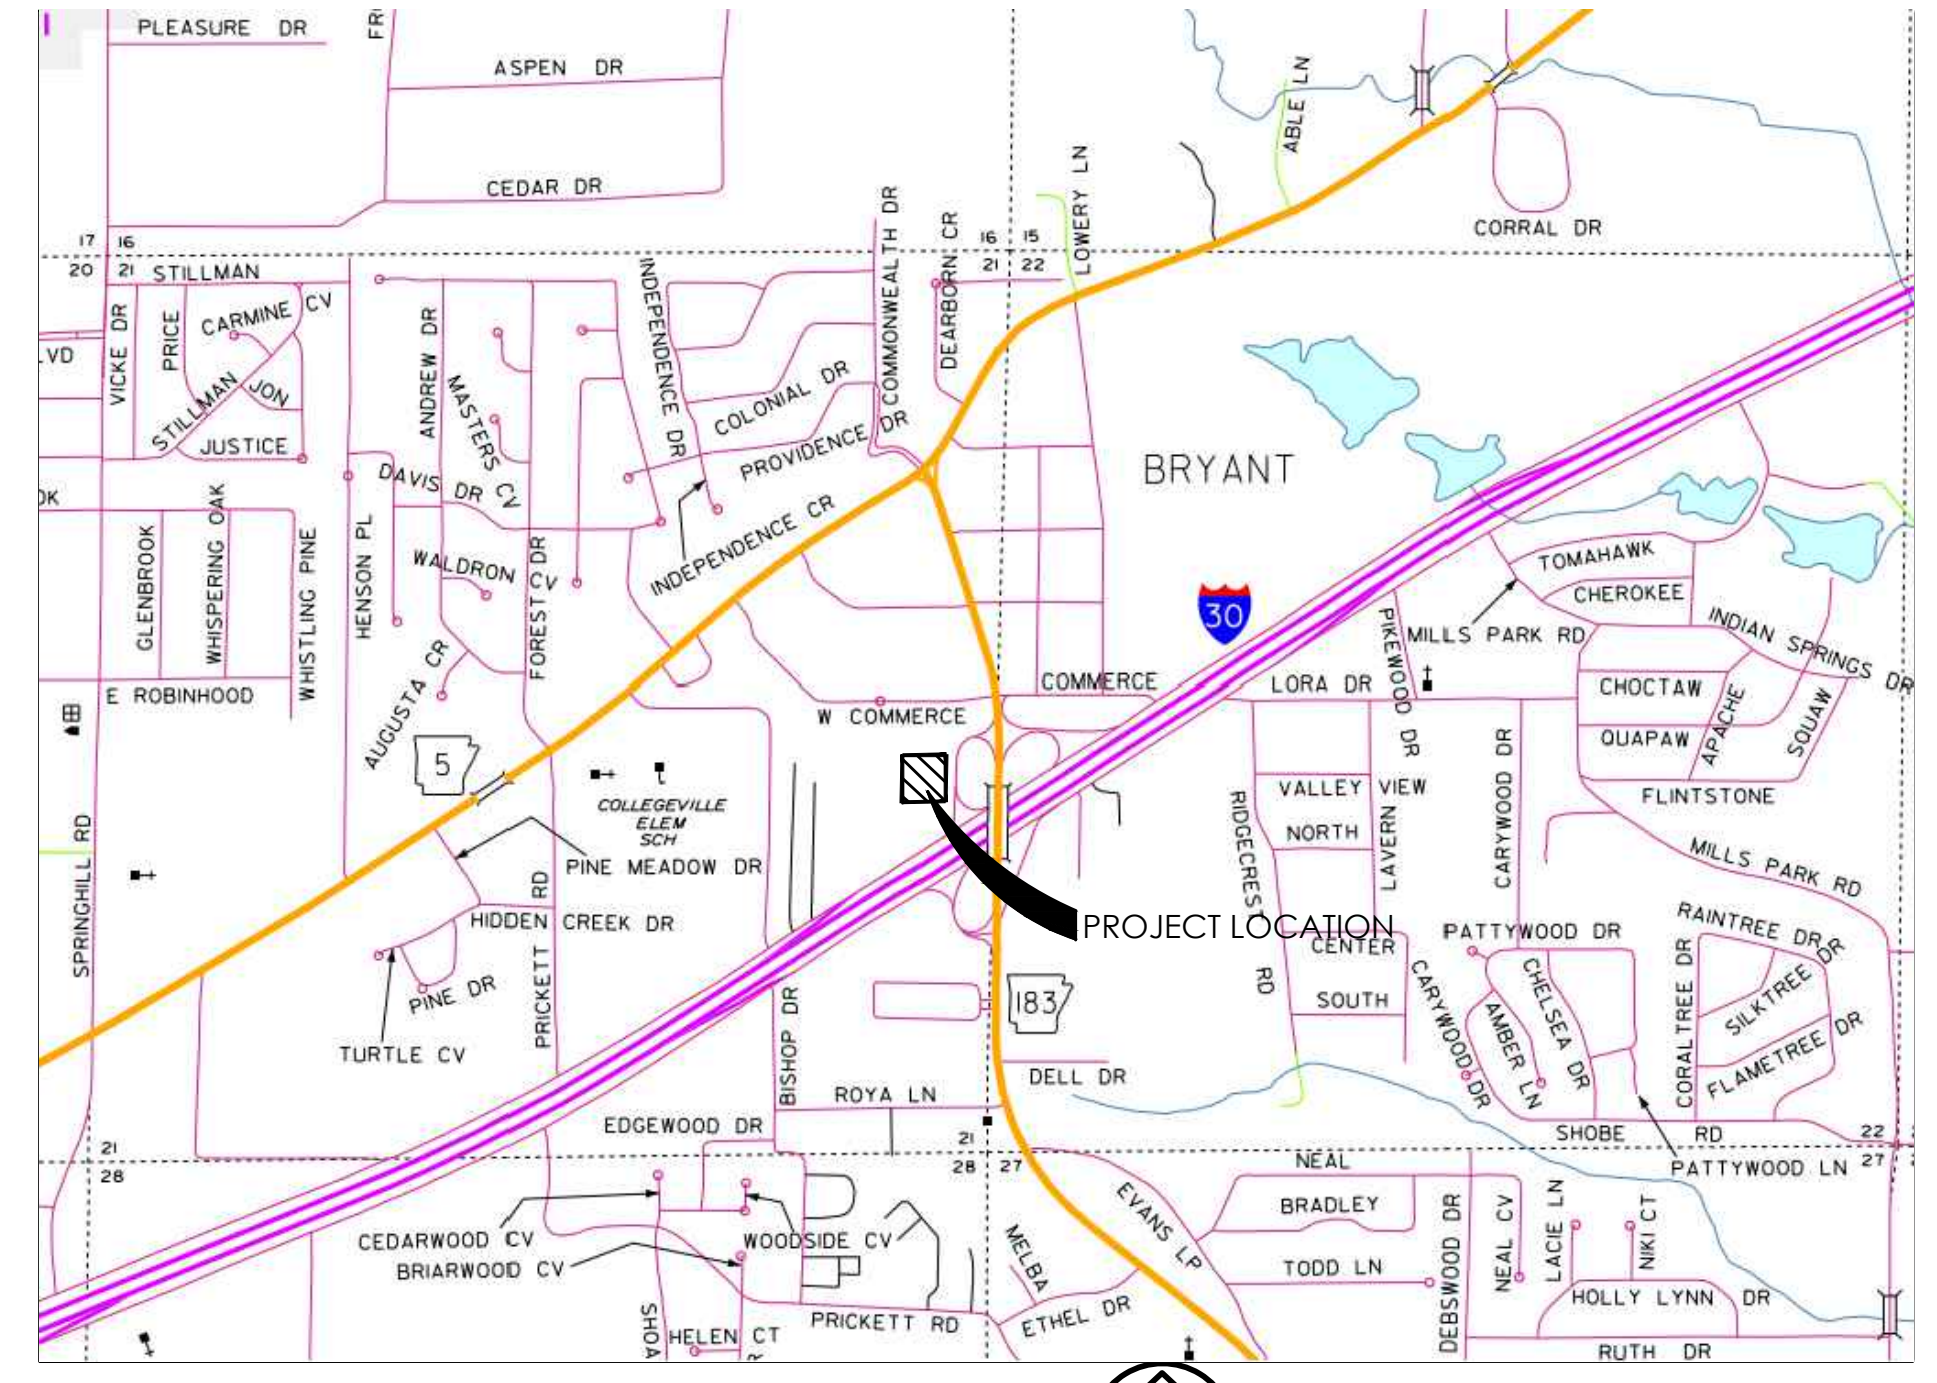 PLEASURE DR
FR
ASPEN DR
CEDAR DR
ABLE LN
CORRAL DR
LOWERY LN
COMMONWEALTH DR
DEARBORN CR
17 16
20 21
16 15
21 22
STILLMAN
CARMINE CV
VICKE DR
PRICE
LVD
STILLMAN
JON
JUSTICE
ANDREW DR
MASTERS CV
INDEPENDENCE DR
COLONIAL DR
PROVIDENCE DR
DAVIS DR
BRYANT
OK
GLENBROOK
WHISPERING OAK
WHISTLING PINE
HENSON PL
WALDRON CV
FOREST DR
INDEPENDENCE CR
TOMAHAWK
CHEROKEE
30
PIKEWOOD DR
MILLS PARK RD
INDIAN SPRINGS DR
E ROBINHOOD
AUGUSTA CR
COMMERCE
W COMMERCE
LORA DR
CHOCTAW
APACHE
SQUAW
QUAPAW
FLINTSTONE
5
COLLEGEVILLE
ELEM
SCH
PINE MEADOW DR
SPRINGHILL RD
VALLEY VIEW
NORTH
RIDGECREST RD
LAVERN
CARYWOOD DR
MILLS PARK RD
HIDDEN CREEK DR
PRICKETT RD
PROJECT LOCATION
CENTER
PATTYWOOD DR
RAINTREE DR
SILKTREE DR
PINE DR
TURTLE CV
BISHOP DR
183
SOUTH
CARYWOOD DR
AMBER LN
CHELSEA DR
CORALTREE DR
FLAMETREE DR
DELL DR
ROYA LN
EDGEWOOD DR
SHOBE RD
PATTYWOOD LN
21
28
21
28 27
22
27
NEAL
BRADLEY
EVANS LP
CEDARWOOD CV
WOODSIDE CV
BRIARWOOD CV
MELBA
TODD LN
DEBSWOOD DR
NEAL CV
LACIE LN
NIKI CT
HOLLY LYNN DR
SHOA
HELEN CT
PRICKETT RD
ETHEL DR
RUTH DR